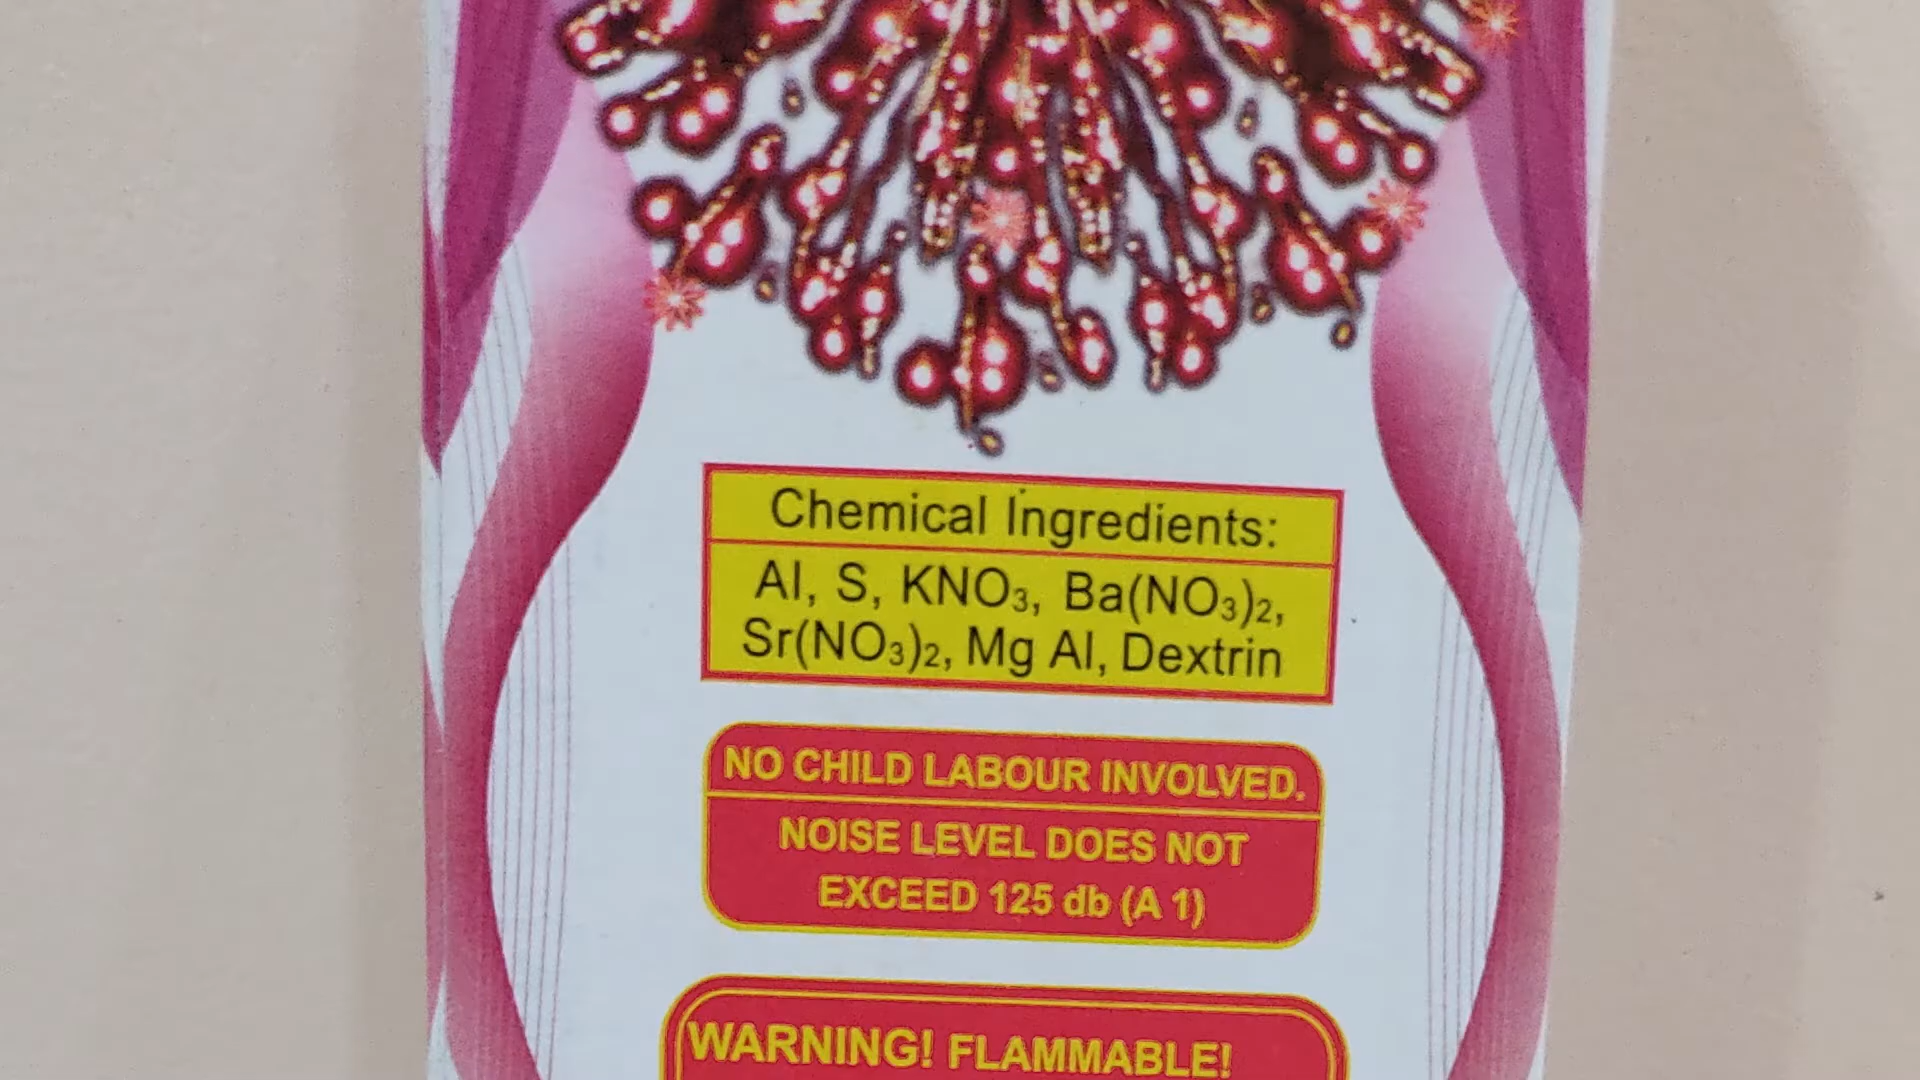 Chemical Ingredients:
Al, S, KNO₃, Ba(NO₃)₂,
Sr(NO₃)₂, Mg Al, Dextrin
NO CHILD LABOUR INVOLVED.
NOISE LEVEL DOES NOT
EXCEED 125 db (A 1)
WARNING! FLAMMABLE!